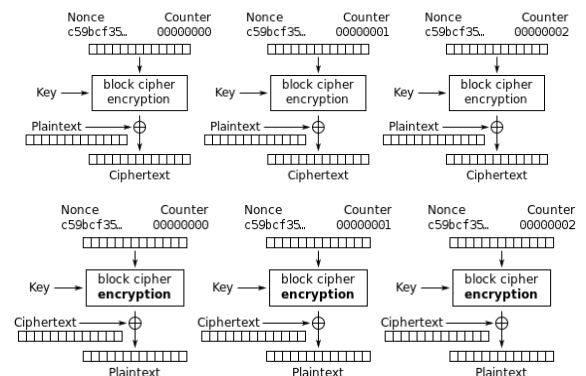 Nonce Counter Nonce Counter Nonce Counter
c59bcf35… 00000000 c59bcf35… 00000001 c59bcf35… 00000002
Key block cipher encryption Key block cipher encryption Key block cipher encryption
Plaintext Plaintext Plaintext
Ciphertext Ciphertext Ciphertext
Nonce Counter Nonce Counter Nonce Counter
c59bcf35… 00000000 c59bcf35… 00000001 c59bcf35… 00000002
Key block cipher encryption Key block cipher encryption Key block cipher encryption
Ciphertext Ciphertext Ciphertext
Plaintext Plaintext Plaintext